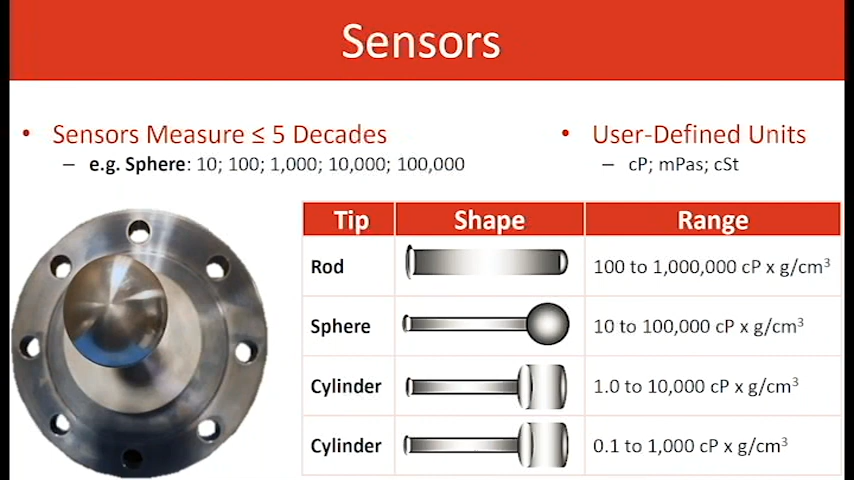 Sensors
• Sensors Measure ≤ 5 Decades
– e.g. Sphere: 10; 100; 1,000; 10,000; 100,000
• User-Defined Units
– cP; mPas; cSt
Tip Shape Range
Rod 100 to 1,000,000 cP x g/cm³
Sphere 10 to 100,000 cP x g/cm³
Cylinder 1.0 to 10,000 cP x g/cm³
Cylinder 0.1 to 1,000 cP x g/cm³